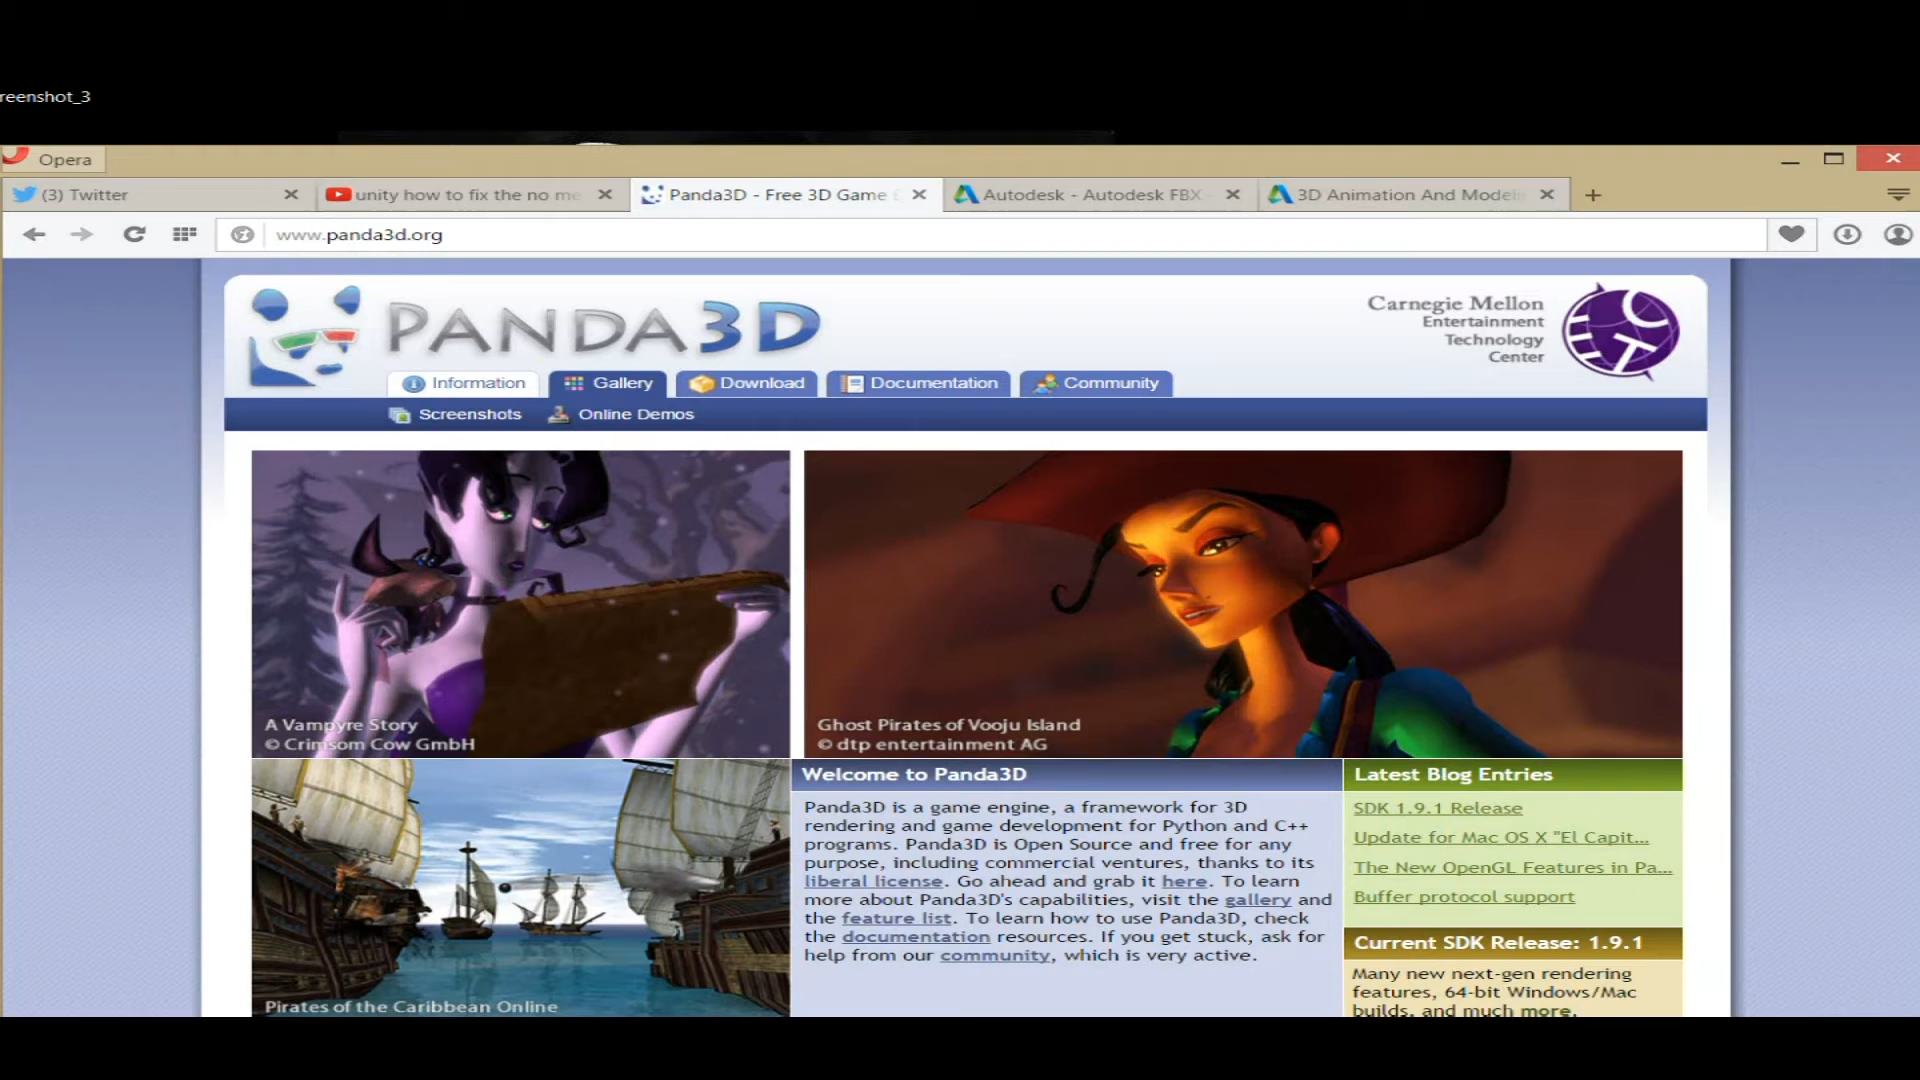 reenshot_3
Opera
(3) Twitter
unity how to fix the no me
Panda3D - Free 3D Game
Autodesk - Autodesk FBX -
3D Animation And Modeli
www.panda3d.org
PANDA3D
Carnegie Mellon
Entertainment
Technology
Center
ETC
Information
Gallery
Download
Documentation
Community
Screenshots
Online Demos
A Vampyre Story
© Crimsom Cow GmbH
Ghost Pirates of Vooju Island
© dtp entertainment AG
Pirates of the Caribbean Online
Welcome to Panda3D
Panda3D is a game engine, a framework for 3D
rendering and game development for Python and C++
programs. Panda3D is Open Source and free for any
purpose, including commercial ventures, thanks to its
liberal license. Go ahead and grab it here. To learn
more about Panda3D's capabilities, visit the gallery and
the feature list. To learn how to use Panda3D, check
the documentation resources. If you get stuck, ask for
help from our community, which is very active.
Latest Blog Entries
SDK 1.9.1 Release
Update for Mac OS X "El Capit...
The New OpenGL Features in Pa...
Buffer protocol support
Current SDK Release: 1.9.1
Many new next-gen rendering
features, 64-bit Windows/Mac
builds, and much more.